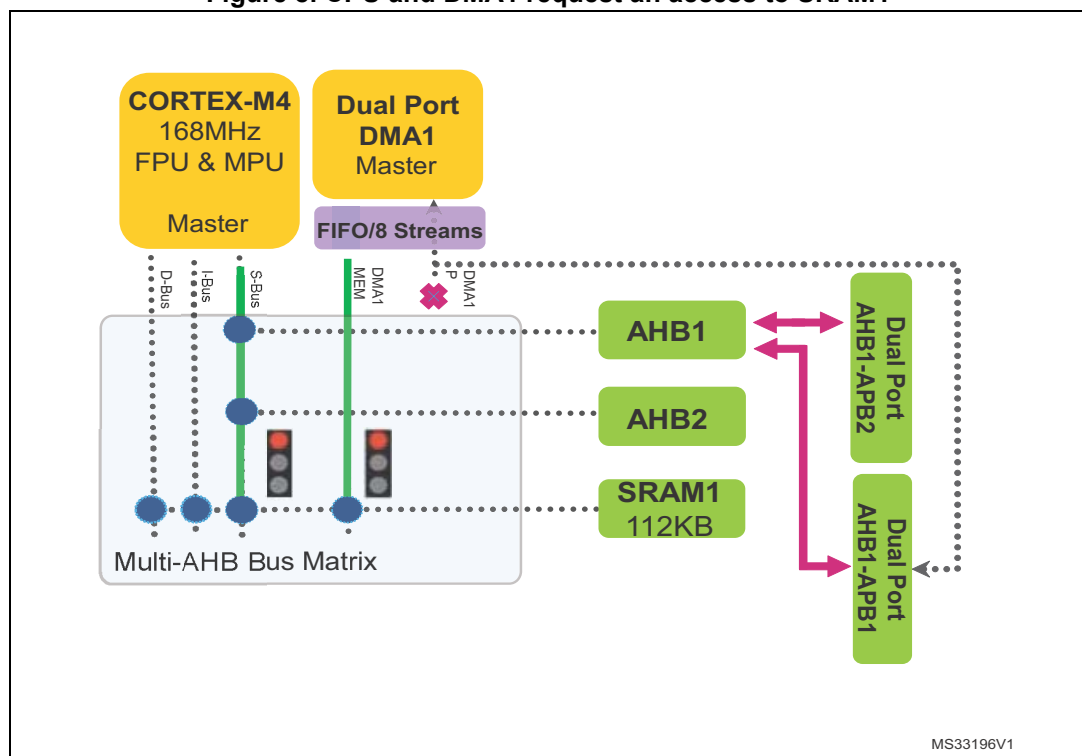 CORTEX-M4
168MHz
FPU & MPU
Master
Dual Port
DMA1
Master
FIFO/8 Streams
D-Bus
I-Bus
S-Bus
DMA1
MEM
DMA1
P
AHB1
AHB2
SRAM1
112KB
Dual Port
AHB1-APB2
Dual Port
AHB1-APB1
Multi-AHB Bus Matrix
MS33196V1